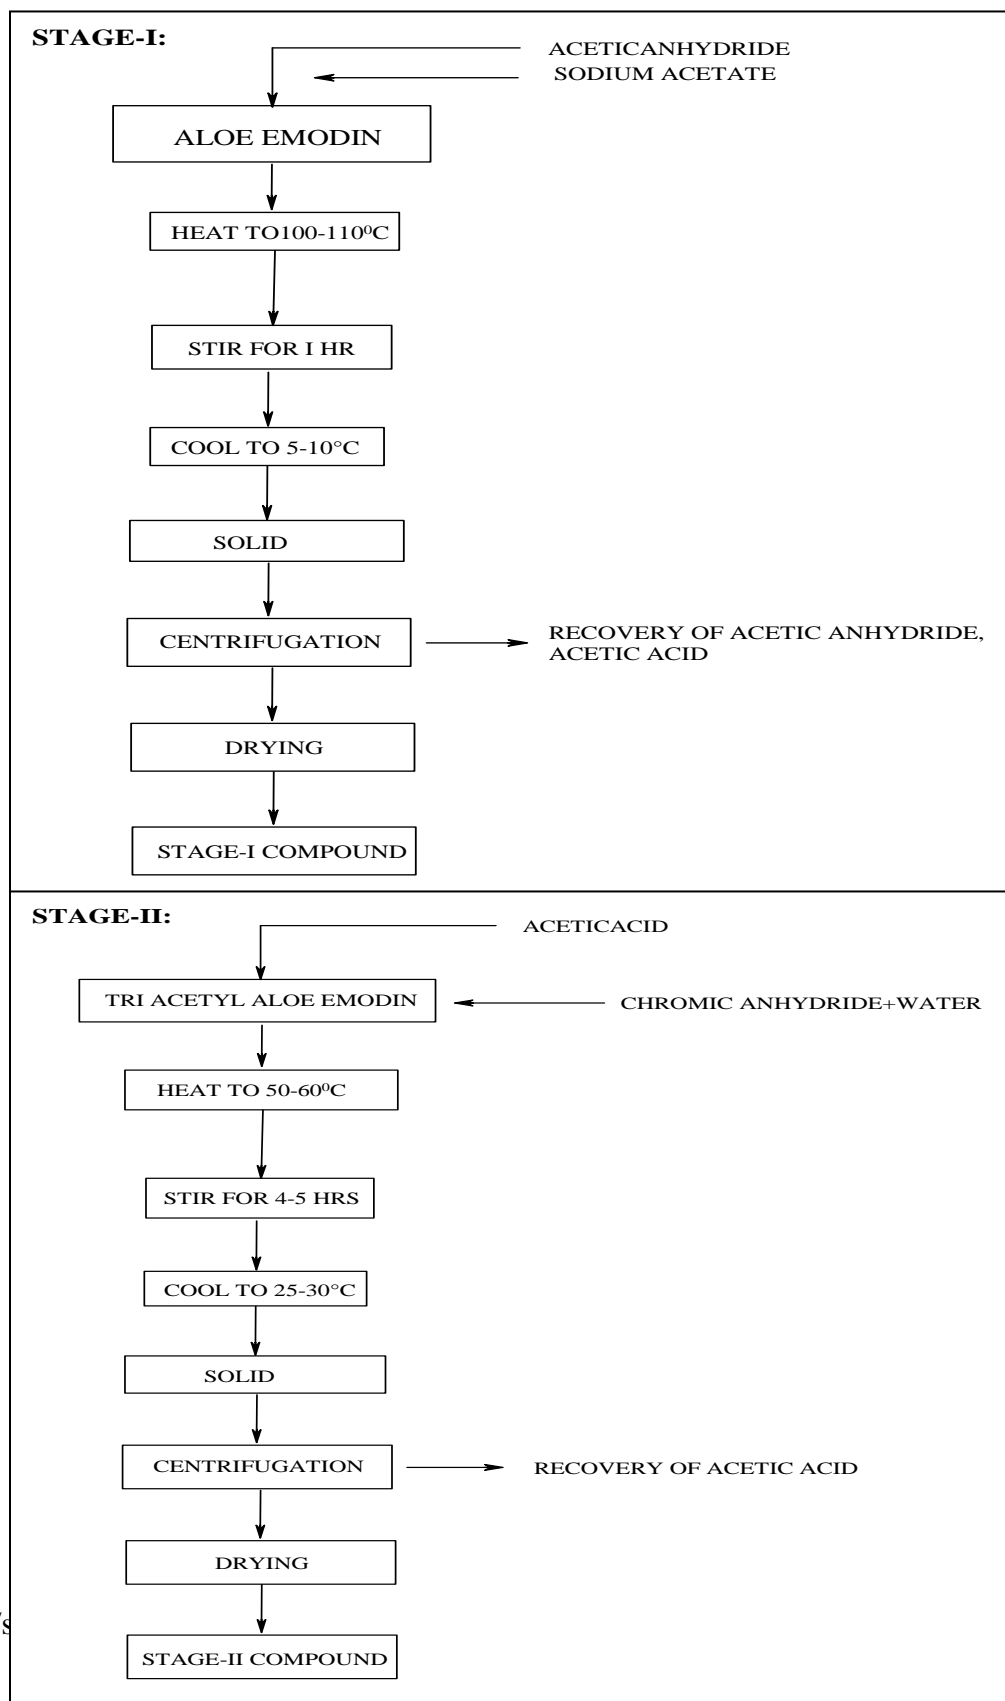 STAGE-I:
ACETICANHYDRIDE
SODIUM ACETATE
ALOE EMODIN
HEAT TO100-110⁰C
STIR FOR I HR
COOL TO 5-10°C
SOLID
CENTRIFUGATION
RECOVERY OF ACETIC ANHYDRIDE,
ACETIC ACID
DRYING
STAGE-I COMPOUND
STAGE-II:
ACETICACID
TRI ACETYL ALOE EMODIN
CHROMIC ANHYDRIDE+WATER
HEAT TO 50-60⁰C
STIR FOR 4-5 HRS
COOL TO 25-30°C
SOLID
CENTRIFUGATION
RECOVERY OF ACETIC ACID
DRYING
STAGE-II COMPOUND